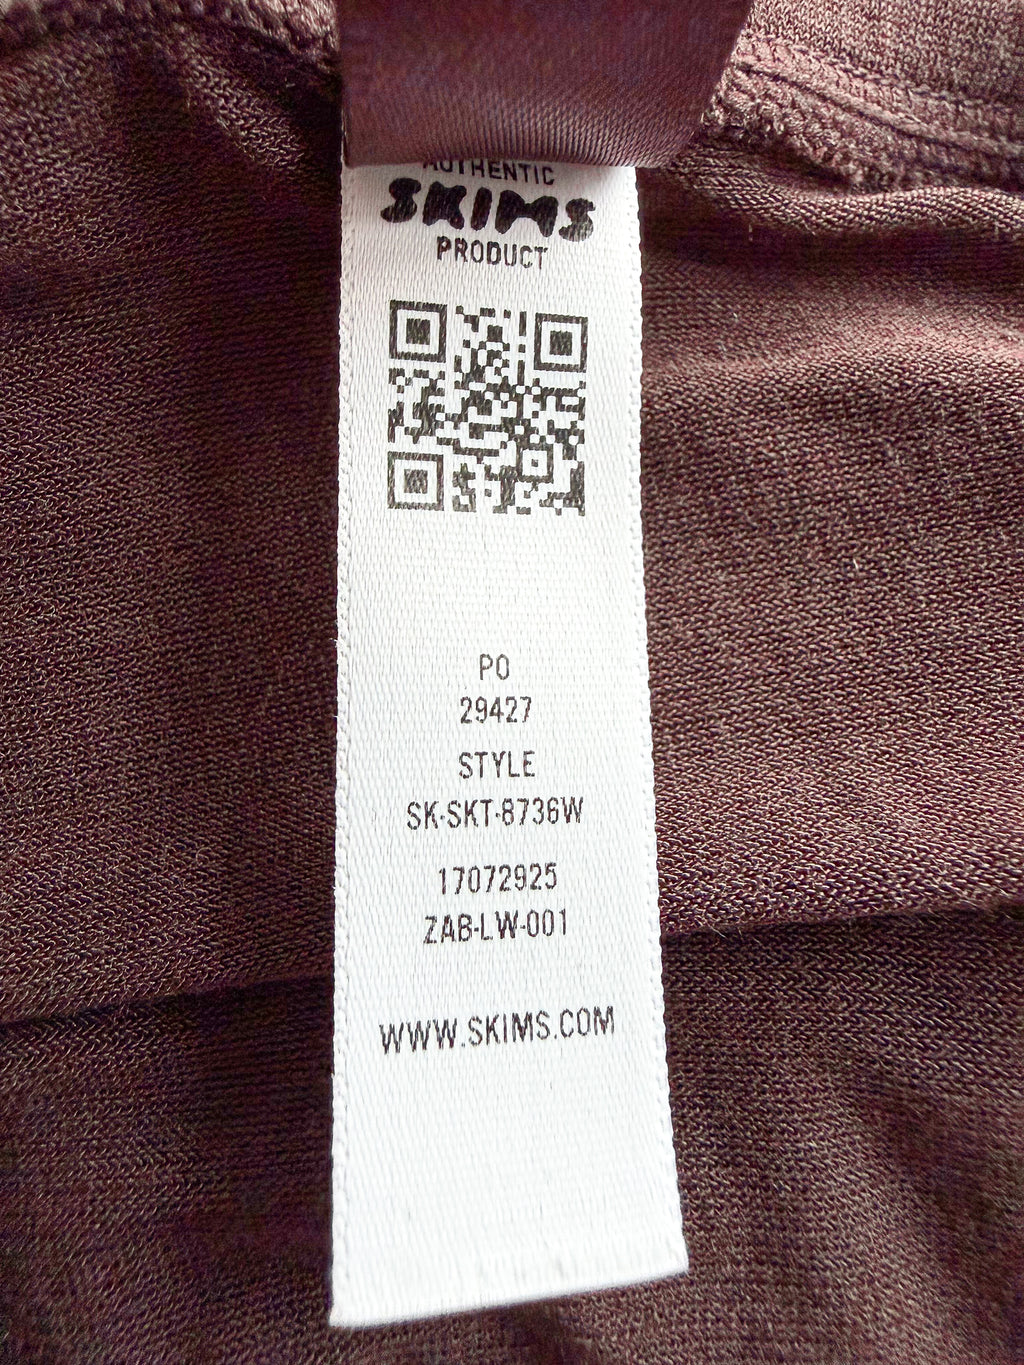 AUTHENTIC
SKIMS
PRODUCT
PO
29427
STYLE
SK-SKT-8736W
17072925
ZAB-LW-001
WWW.SKIMS.COM